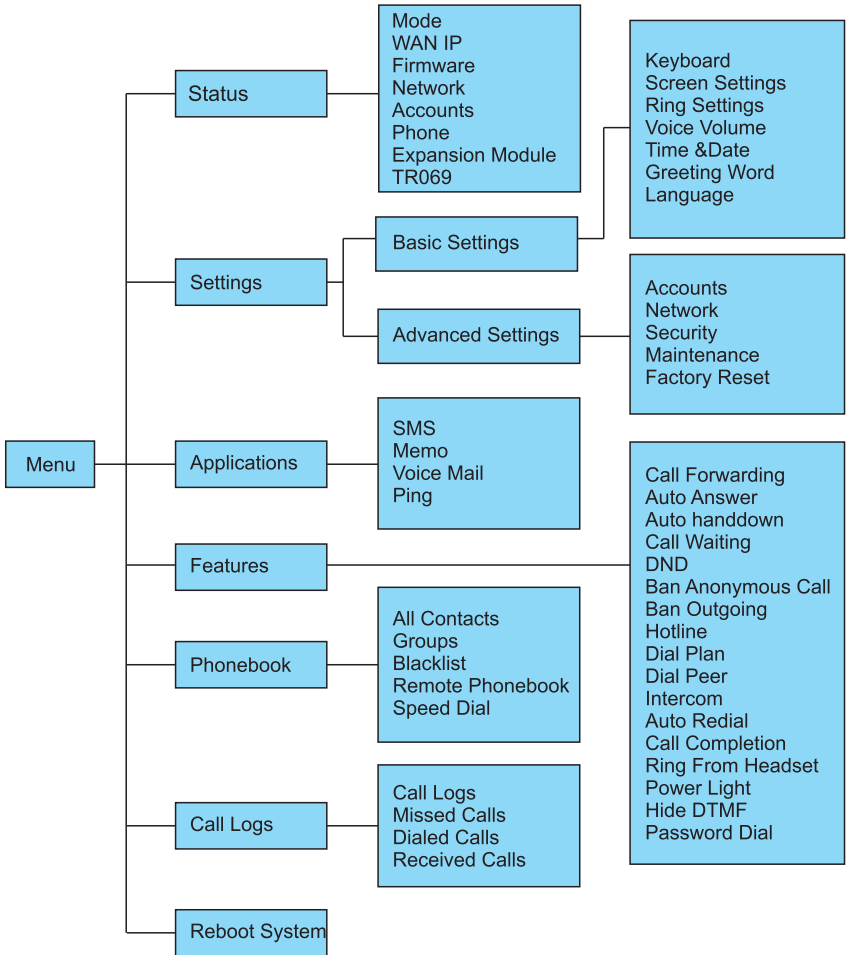 Menu
Status
Mode
WAN IP
Firmware
Network
Accounts
Phone
Expansion Module
TR069
Settings
Basic Settings
Keyboard
Screen Settings
Ring Settings
Voice Volume
Time &Date
Greeting Word
Language
Advanced Settings
Accounts
Network
Security
Maintenance
Factory Reset
Applications
SMS
Memo
Voice Mail
Ping
Features
Call Forwarding
Auto Answer
Auto handdown
Call Waiting
DND
Ban Anonymous Call
Ban Outgoing
Hotline
Dial Plan
Dial Peer
Intercom
Auto Redial
Call Completion
Ring From Headset
Power Light
Hide DTMF
Password Dial
Phonebook
All Contacts
Groups
Blacklist
Remote Phonebook
Speed Dial
Call Logs
Call Logs
Missed Calls
Dialed Calls
Received Calls
Reboot System